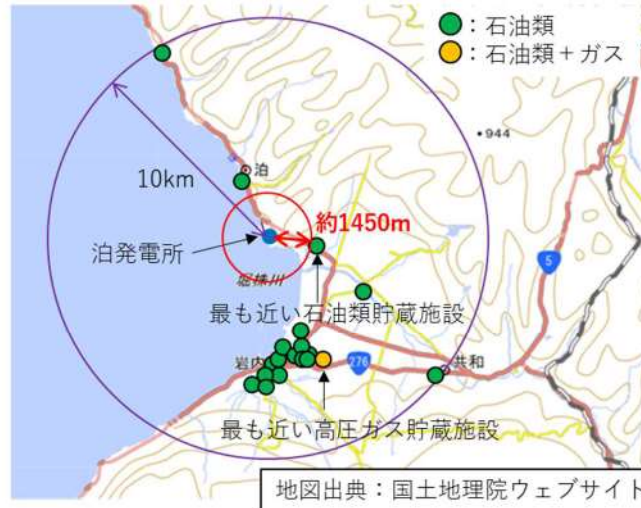 ●：石油類
●：石油類＋ガス
・944
10km
泊
約1450m
泊発電所
堀株川
5
最も近い石油類貯蔵施設
岩内
276
共和
最も近い高圧ガス貯蔵施設
地図出典：国土地理院ウェブサイト